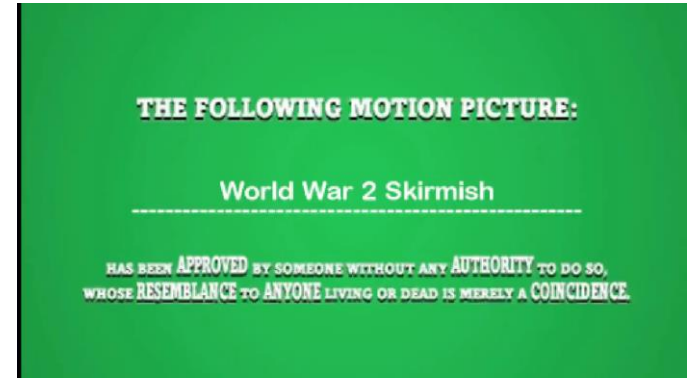 THE FOLLOWING MOTION PICTURE:
World War 2 Skirmish
HAS BEEN APPROVED BY SOMEONE WITHOUT ANY AUTHORITY TO DO SO,
WHOSE RESEMBLANCE TO ANYONE LIVING OR DEAD IS MERELY A COINCIDENCE.